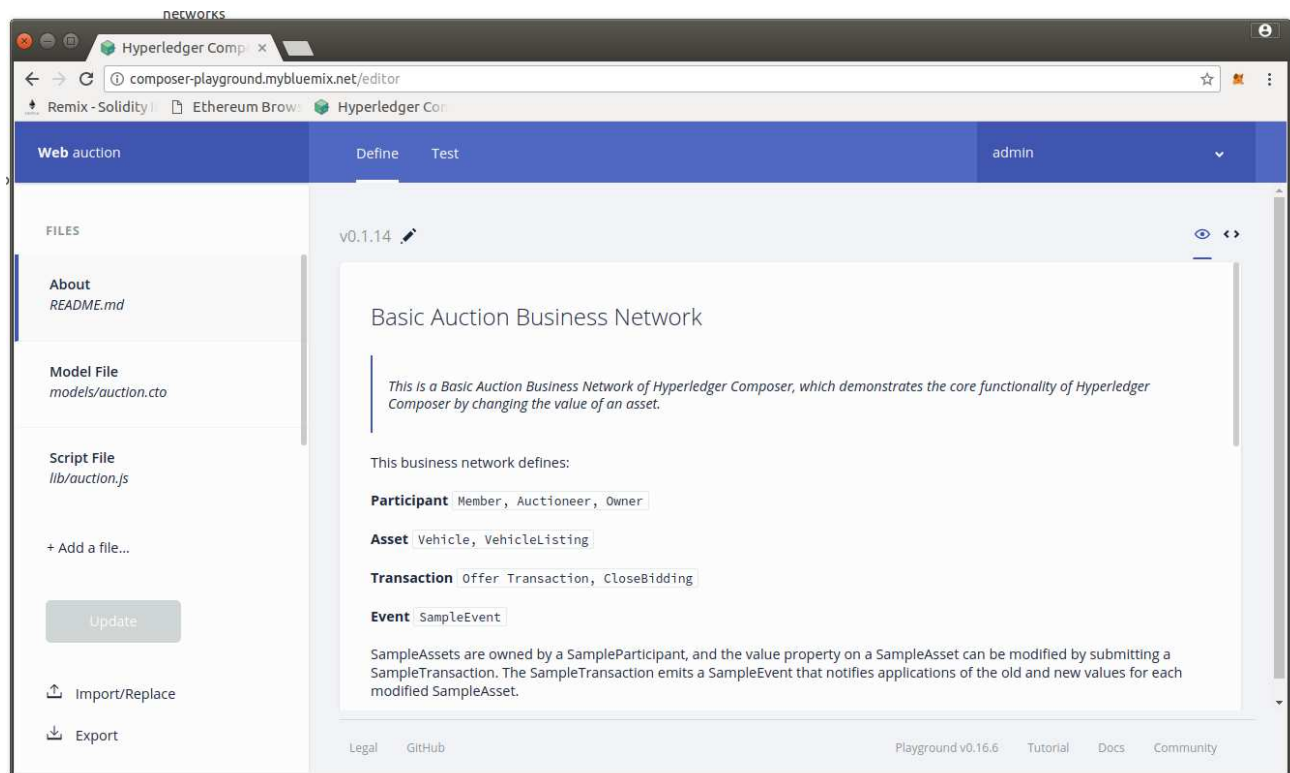 networks
Hyperledger Comp
composer-playground.mybluemix.net/editor
Remix - Solidity I
Ethereum Brows
Hyperledger Con
Web auction
Define
Test
admin
FILES
v0.1.14
About
README.md
Model File
models/auction.cto
Script File
lib/auction.js
+ Add a file...
Update
Import/Replace
Export
Basic Auction Business Network
This is a Basic Auction Business Network of Hyperledger Composer, which demonstrates the core functionality of Hyperledger
Composer by changing the value of an asset.
This business network defines:
Participant Member, Auctioneer, Owner
Asset Vehicle, VehicleListing
Transaction Offer Transaction, CloseBidding
Event SampleEvent
SampleAssets are owned by a SampleParticipant, and the value property on a SampleAsset can be modified by submitting a
SampleTransaction. The SampleTransaction emits a SampleEvent that notifies applications of the old and new values for each
modified SampleAsset.
Legal
GitHub
Playground v0.16.6
Tutorial
Docs
Community